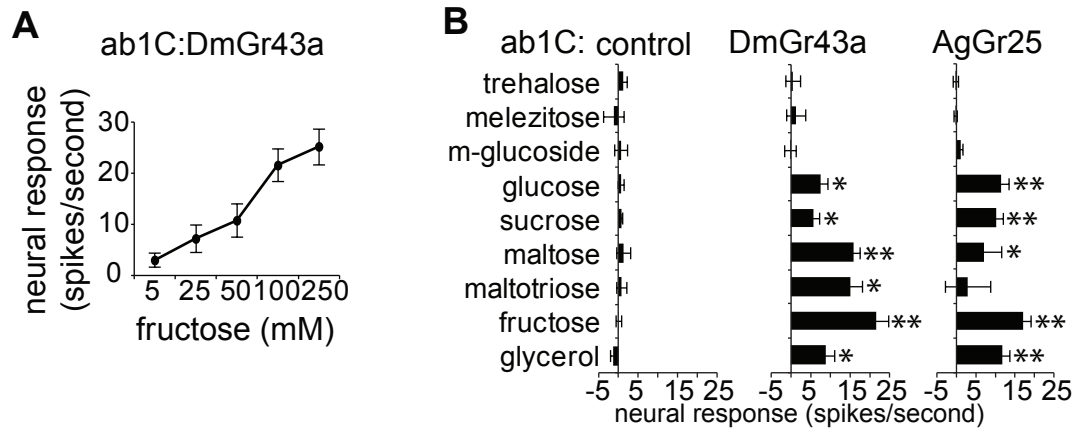 A
ab1C:DmGr43a
neural response
(spikes/second)
30
20
10
0
5 25 50 100 250
fructose (mM)
B
ab1C: control DmGr43a AgGr25
trehalose
melezitose
m-glucoside
glucose * **
sucrose * **
maltose ** *
maltotriose *
fructose ** **
glycerol * **
-5 5 15 25 -5 5 15 25 -5 5 15 25
neural response (spikes/second)